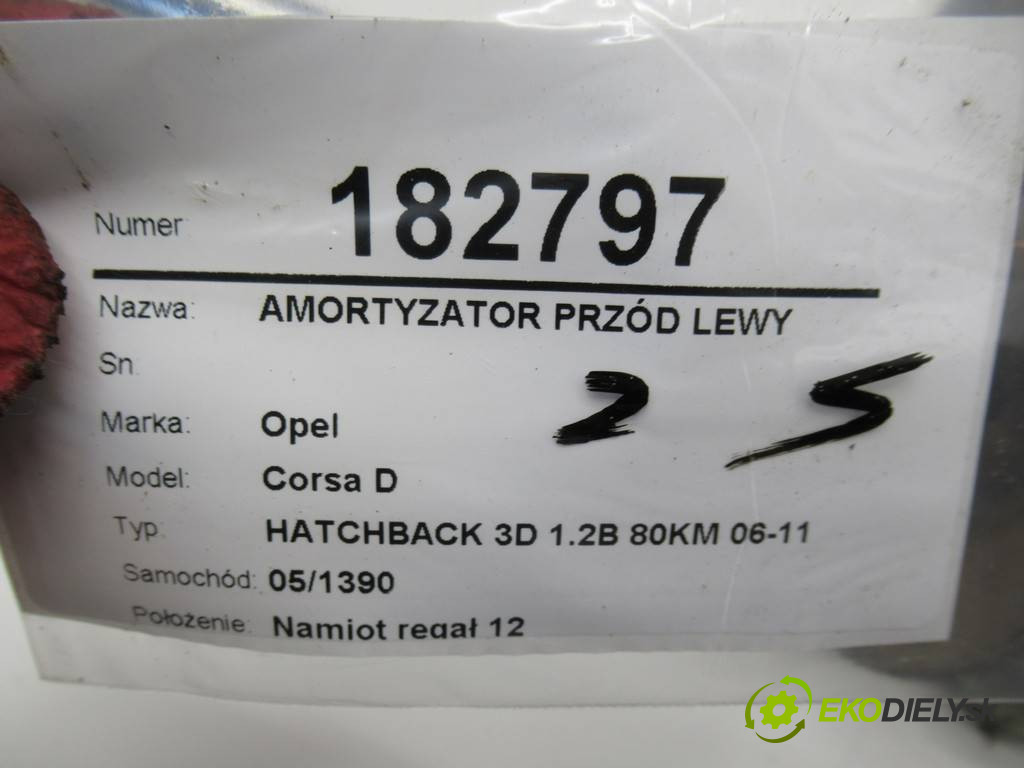 Numer: 182797
Nazwa: AMORTYZATOR PRZÓD LEWY
Sn.
2 5
Marka: Opel
Model: Corsa D
Typ: HATCHBACK 3D 1.2B 80KM 06-11
Samochód: 05/1390
Położenie: Namiot regał 12
EKODIELY.sk